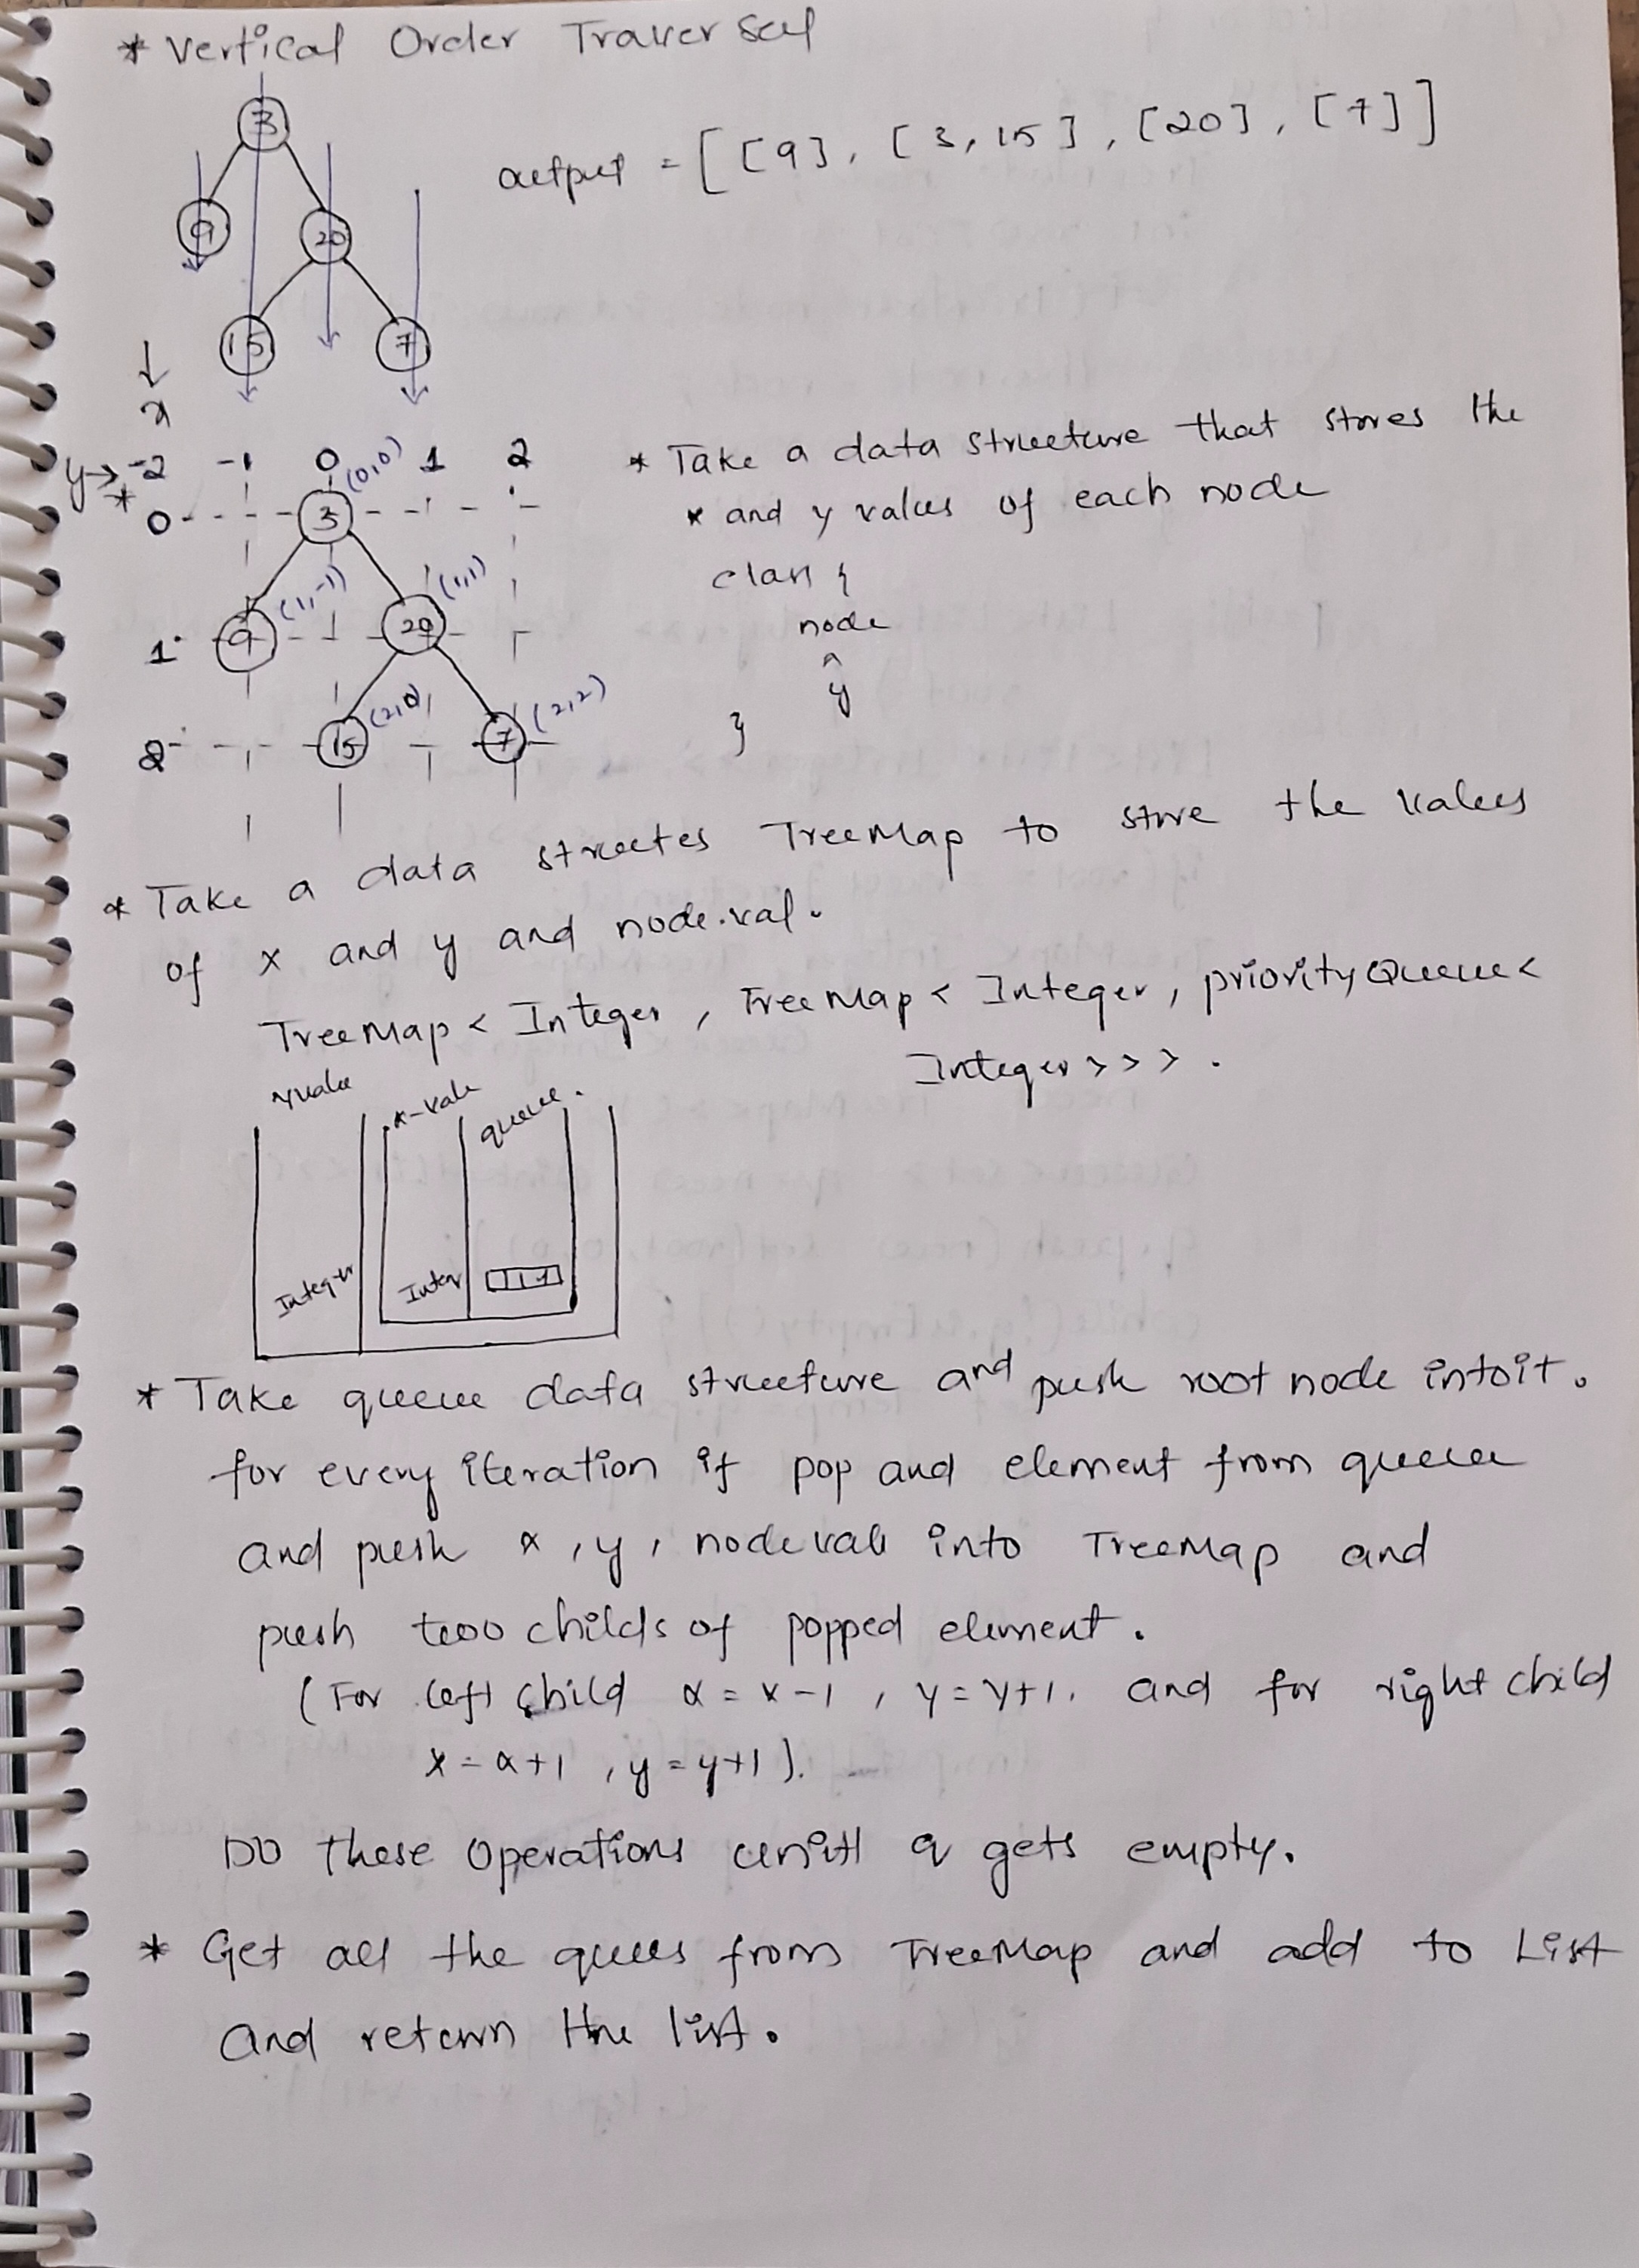 * Vertical Order Traversal
3
output = [[9], [3,15], [20], [7]]
9 20
15 7
x
y→ -2 -1 0 1 2
* Take a data structure that stores the
x and y values of each node
0 3 (0,0)
class {
node
x
y
}
1 9 (1,-1) 20 (1,1)
2 15 (2,0) 7 (2,2)
* Take a data structes TreeMap to store the values
of x and y and node.val.
TreeMap < Integer, TreeMap < Integer, priorityQueue <
Integer >>> .
y value x-vale queue.
Integer Inter
* Take queue data structure and push root node intoit.
for every iteration if pop and element from queue
and push x, y, nodeval into TreeMap and
push two childs of popped element.
(For left child x = x-1, y = y+1, and for right child
x = x+1, y = y+1).
DO these operations until q gets empty.
* Get all the quees from TreeMap and add to List
and return the list.